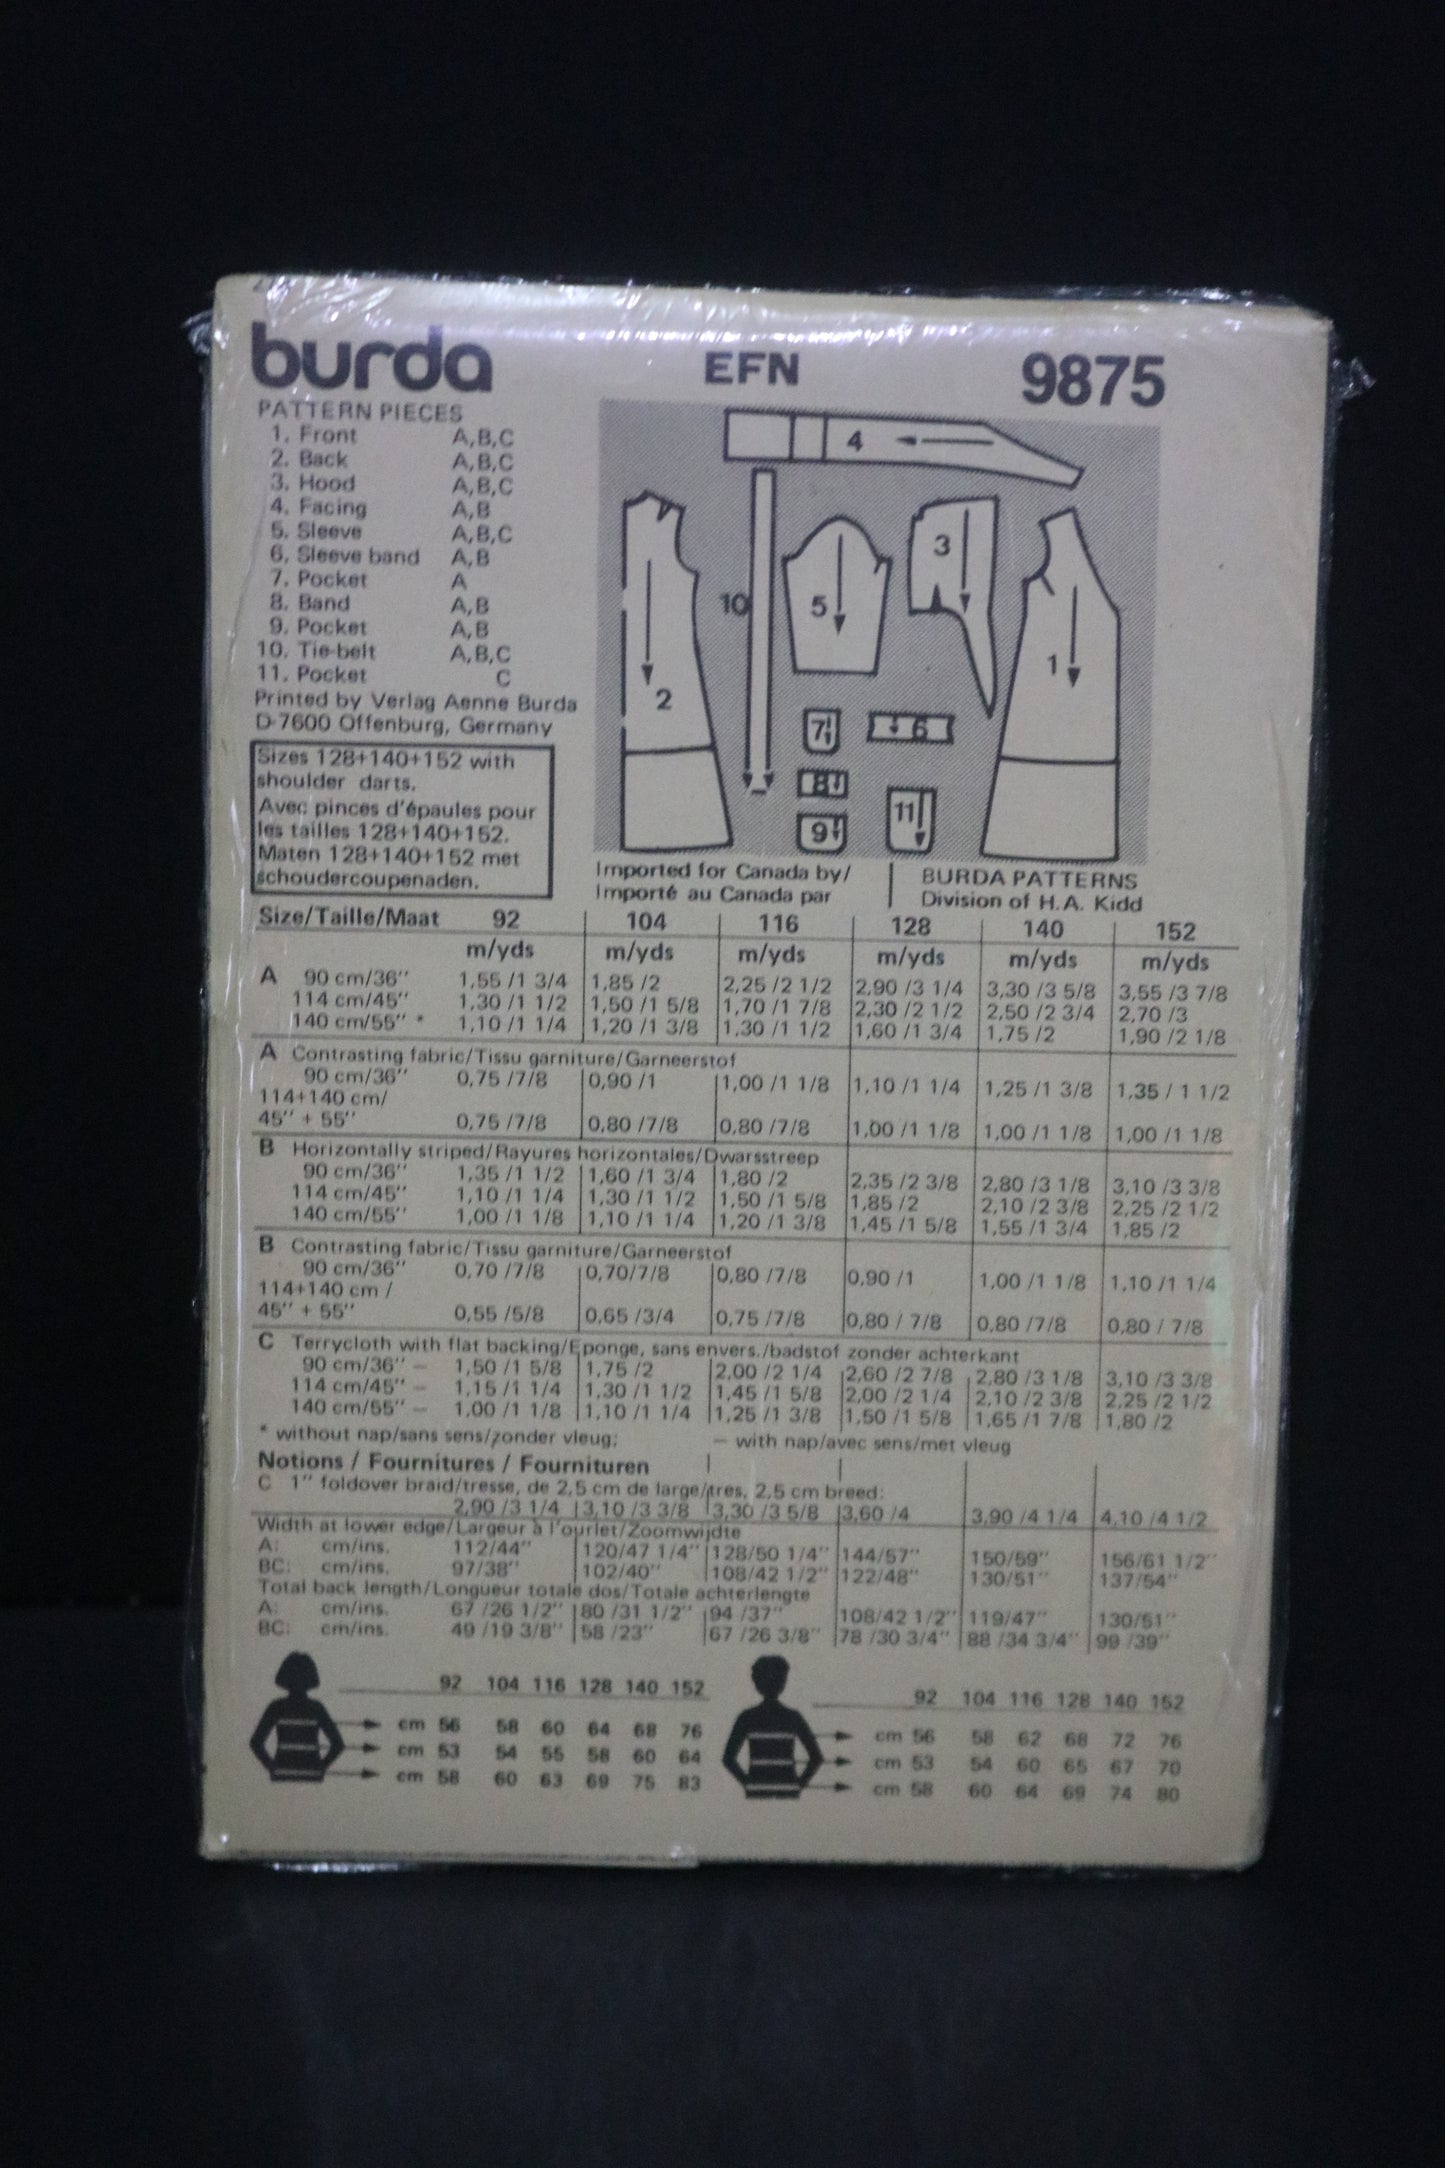 burda EFN 9875
PATTERN PIECES
1. Front A,B,C
2. Back A,B,C
3. Hood A,B,C
4. Facing A,B
5. Sleeve A,B,C
6. Sleeve band A,B
7. Pocket A
8. Band A,B
9. Pocket A,B
10. Tie-belt A,B,C
11. Pocket C
Printed by Verlag Aenne Burda
D-7600 Offenburg, Germany
Sizes 128+140+152 with
shoulder darts.
Avec pinces d'épaules pour
les tailles 128+140+152.
Maten 128+140+152 met
schoudercoupenaden.
4
3
10
5
1
2
7
6
8
11
9
Imported for Canada by/
Importé au Canada par
BURDA PATTERNS
Division of H.A. Kidd
Size/Taille/Maat 92 104 116 128 140 152
m/yds m/yds m/yds m/yds m/yds m/yds
A 90 cm/36'' 1,55 /1 3/4 1,85 /2 2,25 /2 1/2 2,90 /3 1/4 3,30 /3 5/8 3,55 /3 7/8
114 cm/45'' 1,30 /1 1/2 1,50 /1 5/8 1,70 /1 7/8 2,30 /2 1/2 2,50 /2 3/4 2,70 /3
140 cm/55'' * 1,10 /1 1/4 1,20 /1 3/8 1,30 /1 1/2 1,60 /1 3/4 1,75 /2 1,90 /2 1/8
A Contrasting fabric/Tissu garniture/Garneerstof
90 cm/36'' 0,75 /7/8 0,90 /1 1,00 /1 1/8 1,10 /1 1/4 1,25 /1 3/8 1,35 / 1 1/2
114+140 cm/
45'' + 55'' 0,75 /7/8 0,80 /7/8 0,80 /7/8 1,00 /1 1/8 1,00 /1 1/8 1,00 /1 1/8
B Horizontally striped/Rayures horizontales/Dwarsstreep
90 cm/36'' 1,35 /1 1/2 1,60 /1 3/4 1,80 /2 2,35 /2 3/8 2,80 /3 1/8 3,10 /3 3/8
114 cm/45'' 1,10 /1 1/4 1,30 /1 1/2 1,50 /1 5/8 1,85 /2 2,10 /2 3/8 2,25 /2 1/2
140 cm/55'' 1,00 /1 1/8 1,10 /1 1/4 1,20 /1 3/8 1,45 /1 5/8 1,55 /1 3/4 1,85 /2
B Contrasting fabric/Tissu garniture/Garneerstof
90 cm/36'' 0,70 /7/8 0,70/7/8 0,80 /7/8 0,90 /1 1,00 /1 1/8 1,10 /1 1/4
114+140 cm /
45'' + 55'' 0,55 /5/8 0,65 /3/4 0,75 /7/8 0,80 / 7/8 0,80 /7/8 0,80 / 7/8
C Terrycloth with flat backing/Eponge, sans envers./badstof zonder achterkant
90 cm/36'' — 1,50 /1 5/8 1,75 /2 2,00 /2 1/4 2,60 /2 7/8 2,80 /3 1/8 3,10 /3 3/8
114 cm/45'' — 1,15 /1 1/4 1,30 /1 1/2 1,45 /1 5/8 2,00 /2 1/4 2,10 /2 3/8 2,25 /2 1/2
140 cm/55'' — 1,00 /1 1/8 1,10 /1 1/4 1,25 /1 3/8 1,50 /1 5/8 1,65 /1 7/8 1,80 /2
* without nap/sans sens/zonder vleug; — with nap/avec sens/met vleug
Notions / Fournitures / Fournituren
C 1'' foldover braid/tresse, de 2,5 cm de large/tres, 2,5 cm breed:
2,90 /3 1/4 3,10 /3 3/8 3,30 /3 5/8 3,60 /4 3,90 /4 1/4 4,10 /4 1/2
Width at lower edge/Largeur à l'ourlet/Zoomwijdte
A: cm/ins. 112/44'' 120/47 1/4'' 128/50 1/4'' 144/57'' 150/59'' 156/61 1/2''
BC: cm/ins. 97/38'' 102/40'' 108/42 1/2'' 122/48'' 130/51'' 137/54''
Total back length/Longueur totale dos/Totale achterlengte
A: cm/ins. 67 /26 1/2'' 80 /31 1/2'' 94 /37'' 108/42 1/2'' 119/47'' 130/51''
BC: cm/ins. 49 /19 3/8'' 58 /23'' 67 /26 3/8'' 78 /30 3/4'' 88 /34 3/4'' 99 /39''
92 104 116 128 140 152
cm 56 58 60 64 68 76
cm 53 54 55 58 60 64
cm 58 60 63 69 75 83
92 104 116 128 140 152
cm 56 58 62 68 72 76
cm 53 54 60 65 67 70
cm 58 60 64 69 74 80